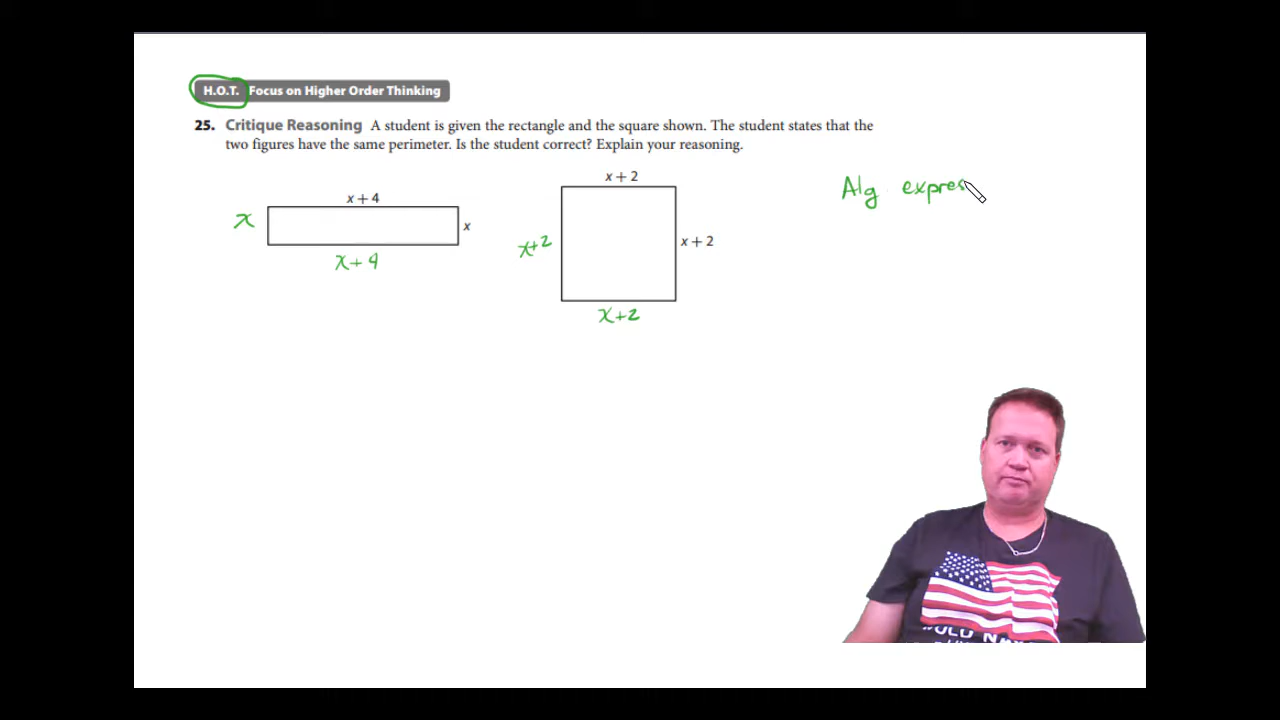 H.O.T. Focus on Higher Order Thinking
25. Critique Reasoning A student is given the rectangle and the square shown. The student states that the
two figures have the same perimeter. Is the student correct? Explain your reasoning.
x + 4
x
x
x + 4
x + 2
x+2
x + 2
x+2
Alg expres